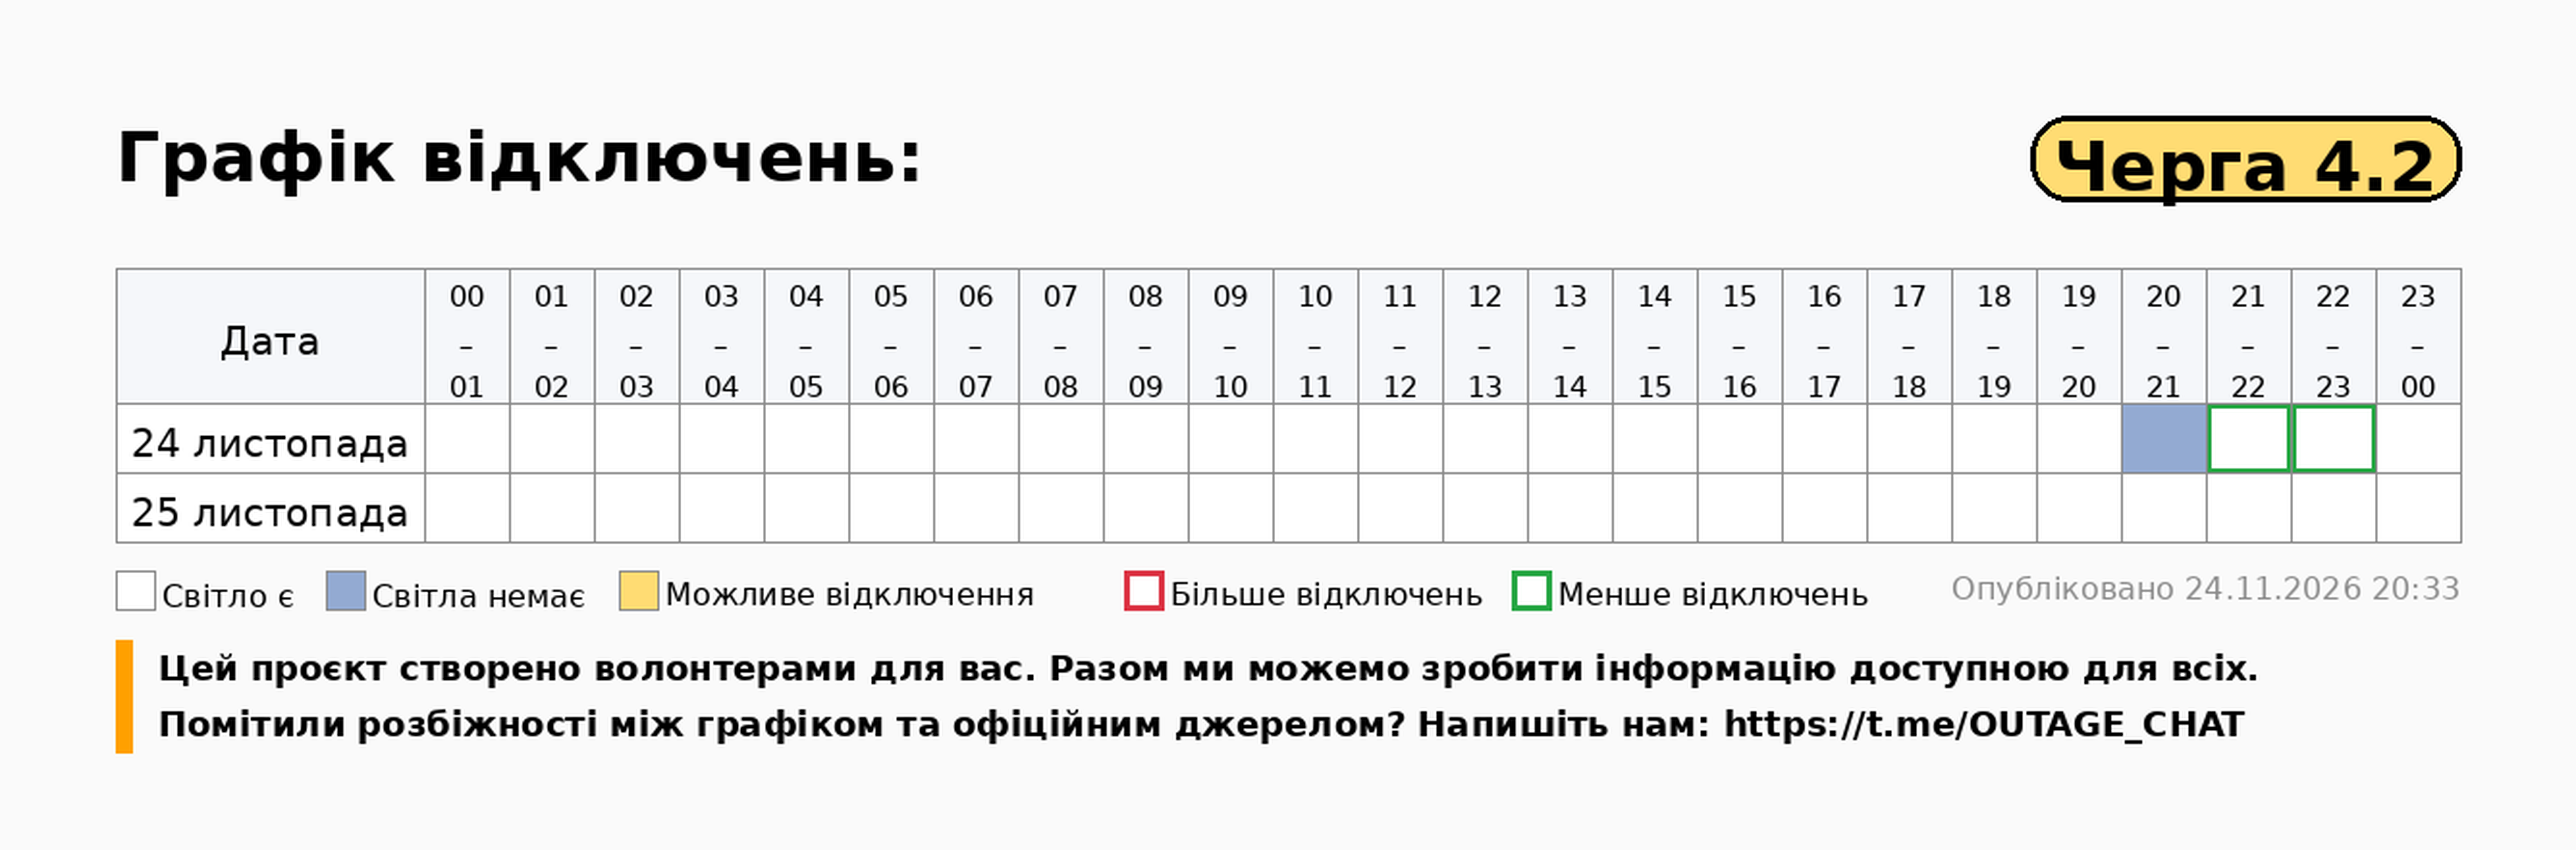 Графік відключень:
Черга 4.2
Дата 00 – 01 01 – 02 02 – 03 03 – 04 04 – 05 05 – 06 06 – 07 07 – 08 08 – 09 09 – 10 10 – 11 11 – 12 12 – 13 13 – 14 14 – 15 15 – 16 16 – 17 17 – 18 18 – 19 19 – 20 20 – 21 21 – 22 22 – 23 23 – 00
24 листопада
25 листопада
Світло є Світла немає Можливе відключення Більше відключень Менше відключень Опубліковано 24.11.2026 20:33
Цей проєкт створено волонтерами для вас. Разом ми можемо зробити інформацію доступною для всіх.
Помітили розбіжності між графіком та офіційним джерелом? Напишіть нам: https://t.me/OUTAGE_CHAT